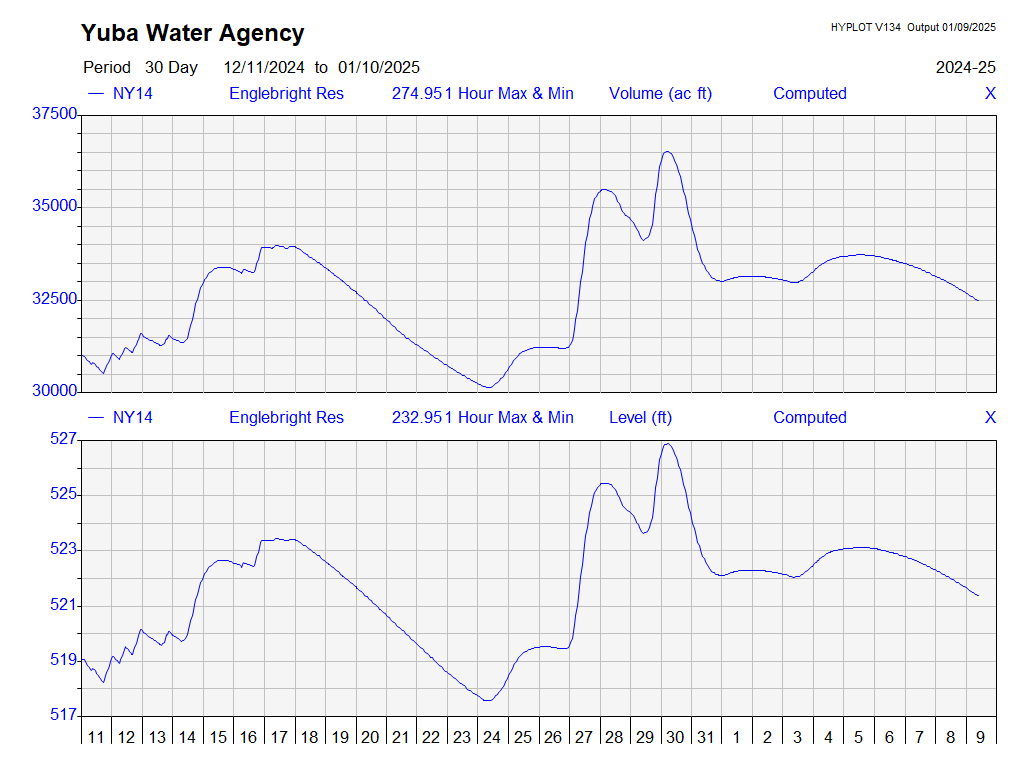 Yuba Water Agency
HYPLOT V134 Output 01/09/2025
Period 30 Day 12/11/2024 to 01/10/2025 2024-25
NY14 Englebright Res 274.951 Hour Max & Min Volume (ac ft) Computed X
37500
35000
32500
30000
NY14 Englebright Res 232.951 Hour Max & Min Level (ft) Computed X
527
525
523
521
519
517
11 12 13 14 15 16 17 18 19 20 21 22 23 24 25 26 27 28 29 30 31 1 2 3 4 5 6 7 8 9